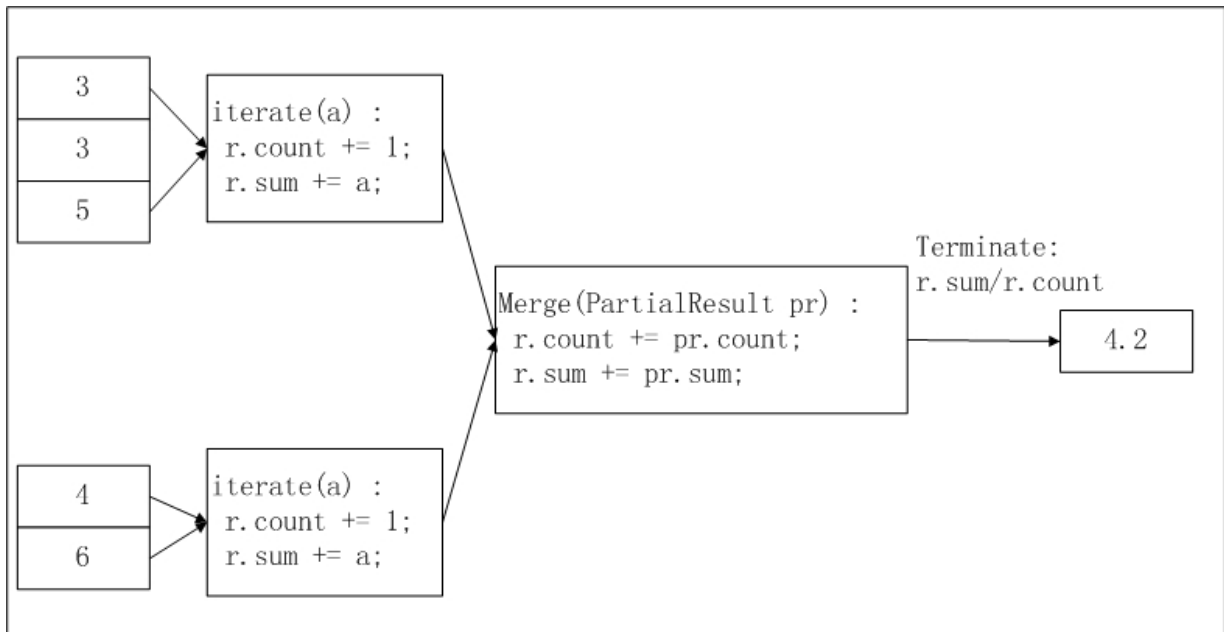 3
3
5
iterate(a) :
r.count += 1;
r.sum += a;
4
6
iterate(a) :
r.count += 1;
r.sum += a;
Merge(PartialResult pr) :
r.count += pr.count;
r.sum += pr.sum;
Terminate:
r.sum/r.count
4.2